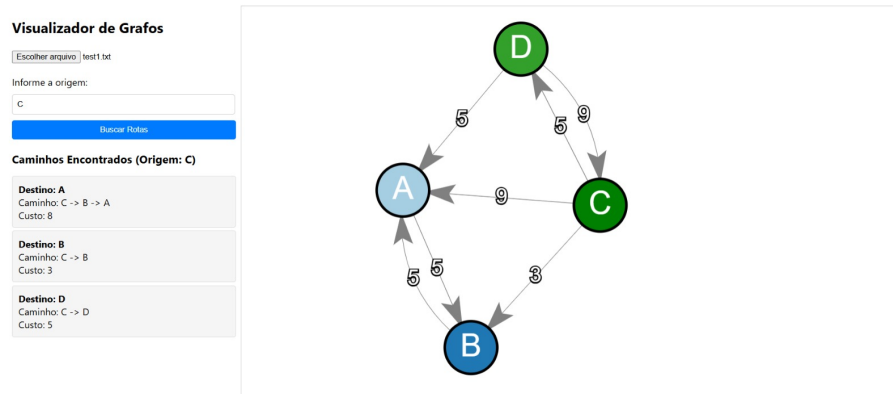 Visualizador de Grafos
Escolher arquivo test1.txt
Informe a origem:
C
Buscar Rotas
Caminhos Encontrados (Origem: C)
Destino: A
Caminho: C -> B -> A
Custo: 8
Destino: B
Caminho: C -> B
Custo: 3
Destino: D
Caminho: C -> D
Custo: 5
D
5
9
5
A
9
C
5
5
3
B